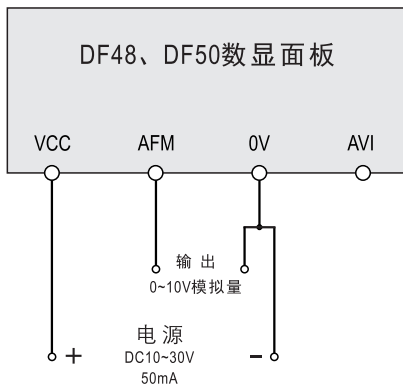 DF48、DF50数显面板
VCC AFM 0V AVI
输出
0~10V模拟量
电源
+ DC10~30V −
50mA